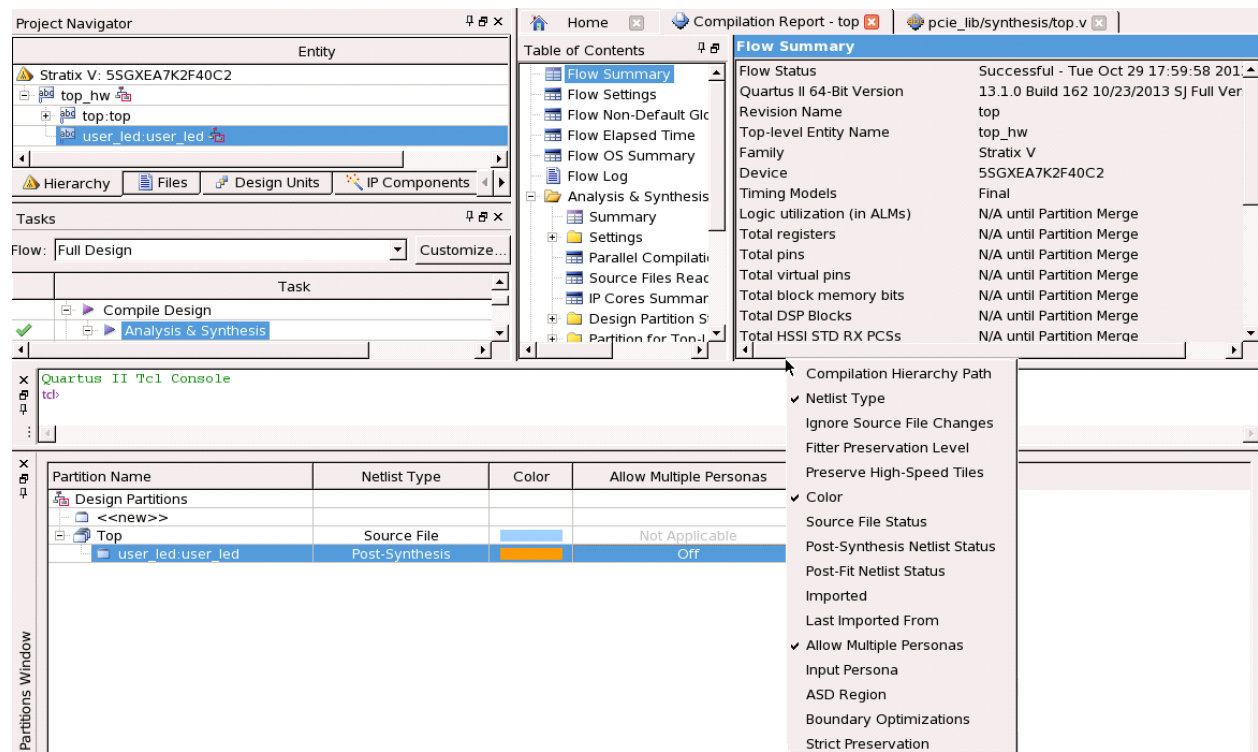 Project Navigator
Entity
Stratix V: 5SGXEA7K2F40C2
top_hw
top:top
user_led:user_led
Hierarchy Files Design Units IP Components
Tasks
Flow: Full Design Customize...
Task
Compile Design
Analysis & Synthesis
Home Compilation Report - top pcie_lib/synthesis/top.v
Table of Contents
Flow Summary
Flow Settings
Flow Non-Default Glo
Flow Elapsed Time
Flow OS Summary
Flow Log
Analysis & Synthesis
Summary
Settings
Parallel Compilati
Source Files Reac
IP Cores Summar
Design Partition S
Partition for Top-L
Flow Summary
Flow Status Successful - Tue Oct 29 17:59:58 201
Quartus II 64-Bit Version 13.1.0 Build 162 10/23/2013 SJ Full Ver
Revision Name top
Top-level Entity Name top_hw
Family Stratix V
Device 5SGXEA7K2F40C2
Timing Models Final
Logic utilization (in ALMs) N/A until Partition Merge
Total registers N/A until Partition Merge
Total pins N/A until Partition Merge
Total virtual pins N/A until Partition Merge
Total block memory bits N/A until Partition Merge
Total DSP Blocks N/A until Partition Merge
Total HSSI STD RX PCSs N/A until Partition Merge
Quartus II Tcl Console
tcl>
Partitions Window
Partition Name Netlist Type Color Allow Multiple Personas
Design Partitions
<<new>>
Top Source File Not Applicable
user_led:user_led Post-Synthesis Off
Compilation Hierarchy Path
Netlist Type
Ignore Source File Changes
Fitter Preservation Level
Preserve High-Speed Tiles
Color
Source File Status
Post-Synthesis Netlist Status
Post-Fit Netlist Status
Imported
Last Imported From
Allow Multiple Personas
Input Persona
ASD Region
Boundary Optimizations
Strict Preservation